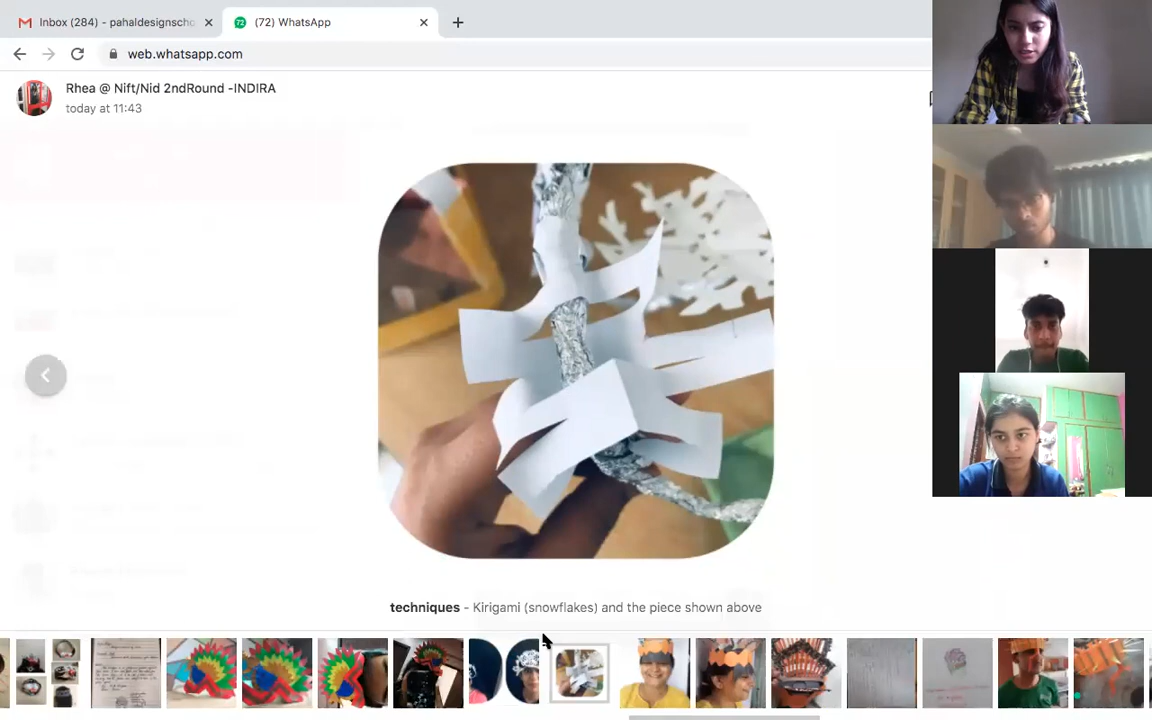 Inbox (284) - pahaldesignscho
(72) WhatsApp
web.whatsapp.com
Rhea @ Nift/Nid 2ndRound -INDIRA
today at 11:43
techniques - Kirigami (snowflakes) and the piece shown above